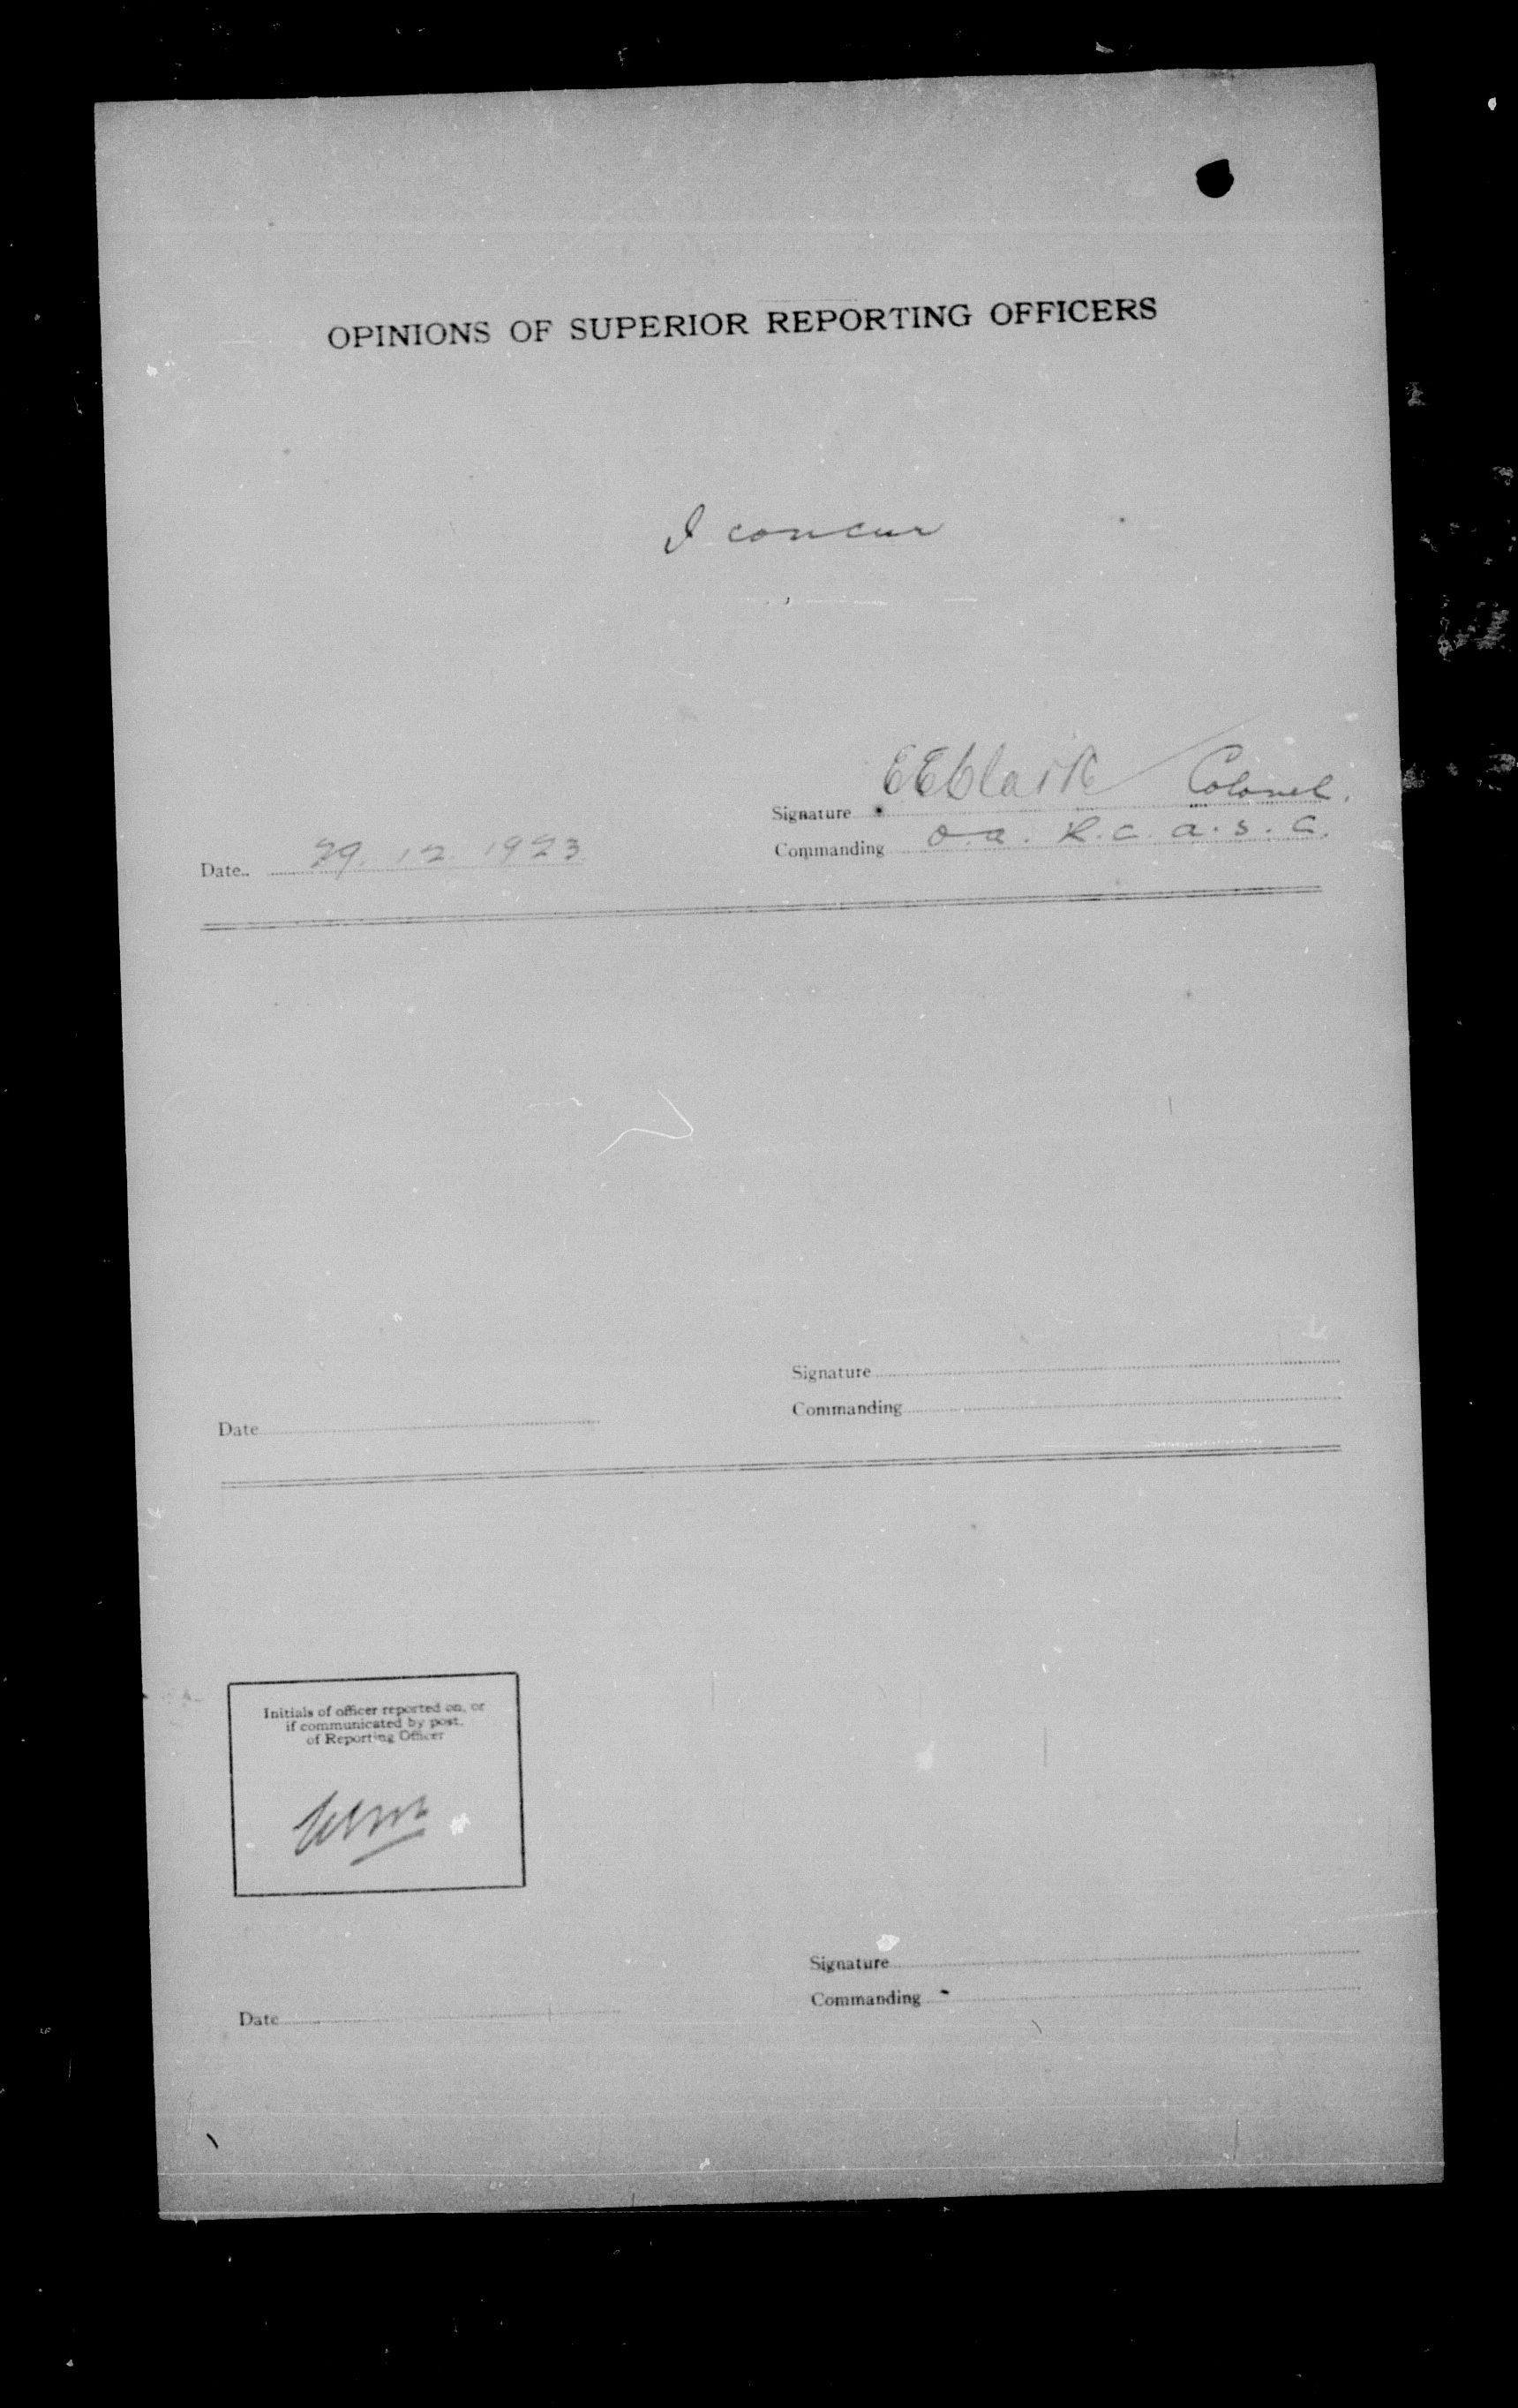 OPINIONS OF SUPERIOR REPORTING OFFICERS
I concur
Signature EEClark Colonel.
Commanding O.A. R.C.A.S.C.
Date 29.12.1923
Signature
Commanding
Date
Initials of officer reported on, or
if communicated by post,
of Reporting Officer
Signature
Commanding
Date